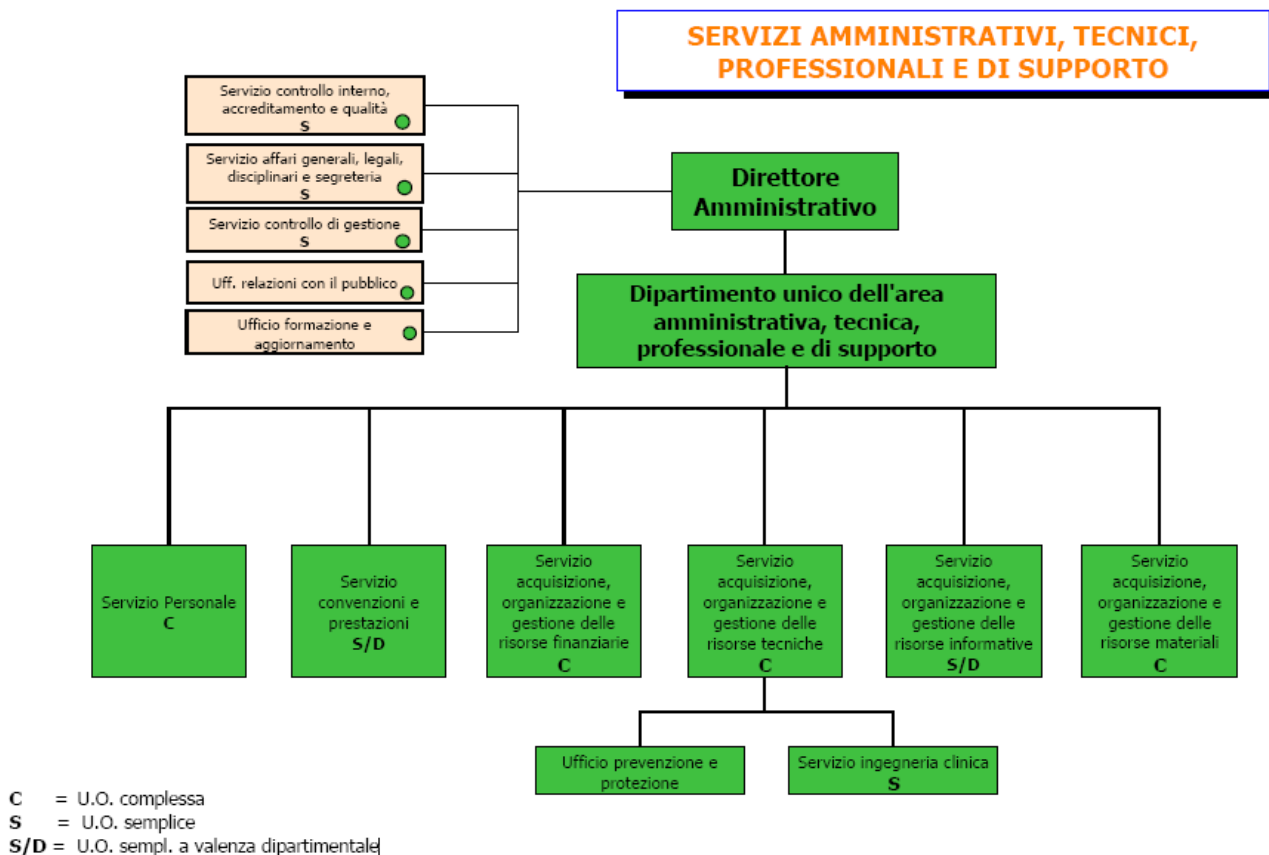 SERVIZI AMMINISTRATIVI, TECNICI,
PROFESSIONALI E DI SUPPORTO
Servizio controllo interno,
accreditamento e qualità
S
Servizio affari generali, legali,
disciplinari e segreteria
S
Servizio controllo di gestione
S
Uff. relazioni con il pubblico
Ufficio formazione e
aggiornamento
Direttore
Amministrativo
Dipartimento unico dell'area
amministrativa, tecnica,
professionale e di supporto
Servizio Personale
C
Servizio
convenzioni e
prestazioni
S/D
Servizio
acquisizione,
organizzazione e
gestione delle
risorse finanziarie
C
Servizio
acquisizione,
organizzazione e
gestione delle
risorse tecniche
C
Servizio
acquisizione,
organizzazione e
gestione delle
risorse informative
S/D
Servizio
acquisizione,
organizzazione e
gestione delle
risorse materiali
C
Ufficio prevenzione e
protezione
Servizio ingegneria clinica
S
C = U.O. complessa
S = U.O. semplice
S/D = U.O. sempl. a valenza dipartimentale